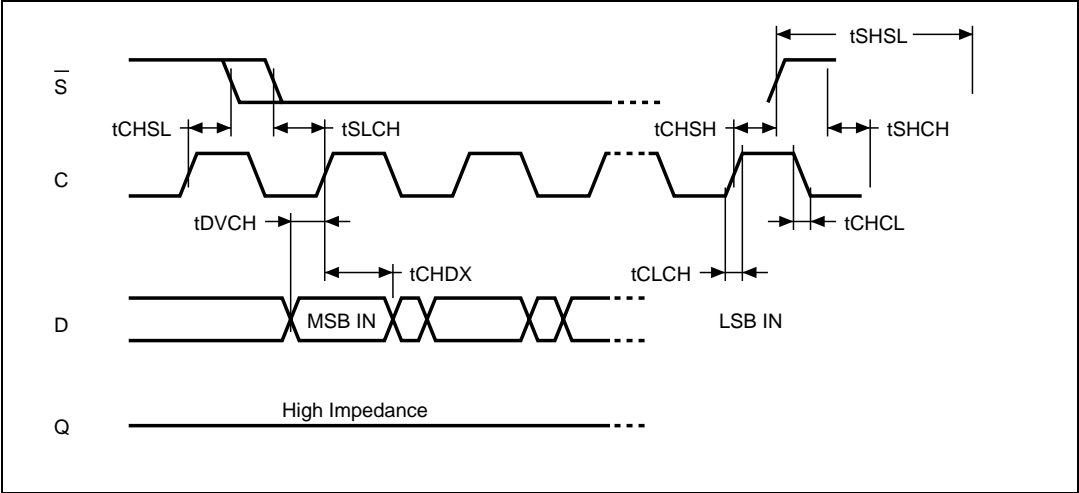 tSHSL
S
tCHSL
tSLCH
tCHSH
tSHCH
C
tDVCH
tCHCL
tCHDX
tCLCH
D
MSB IN
LSB IN
High Impedance
Q